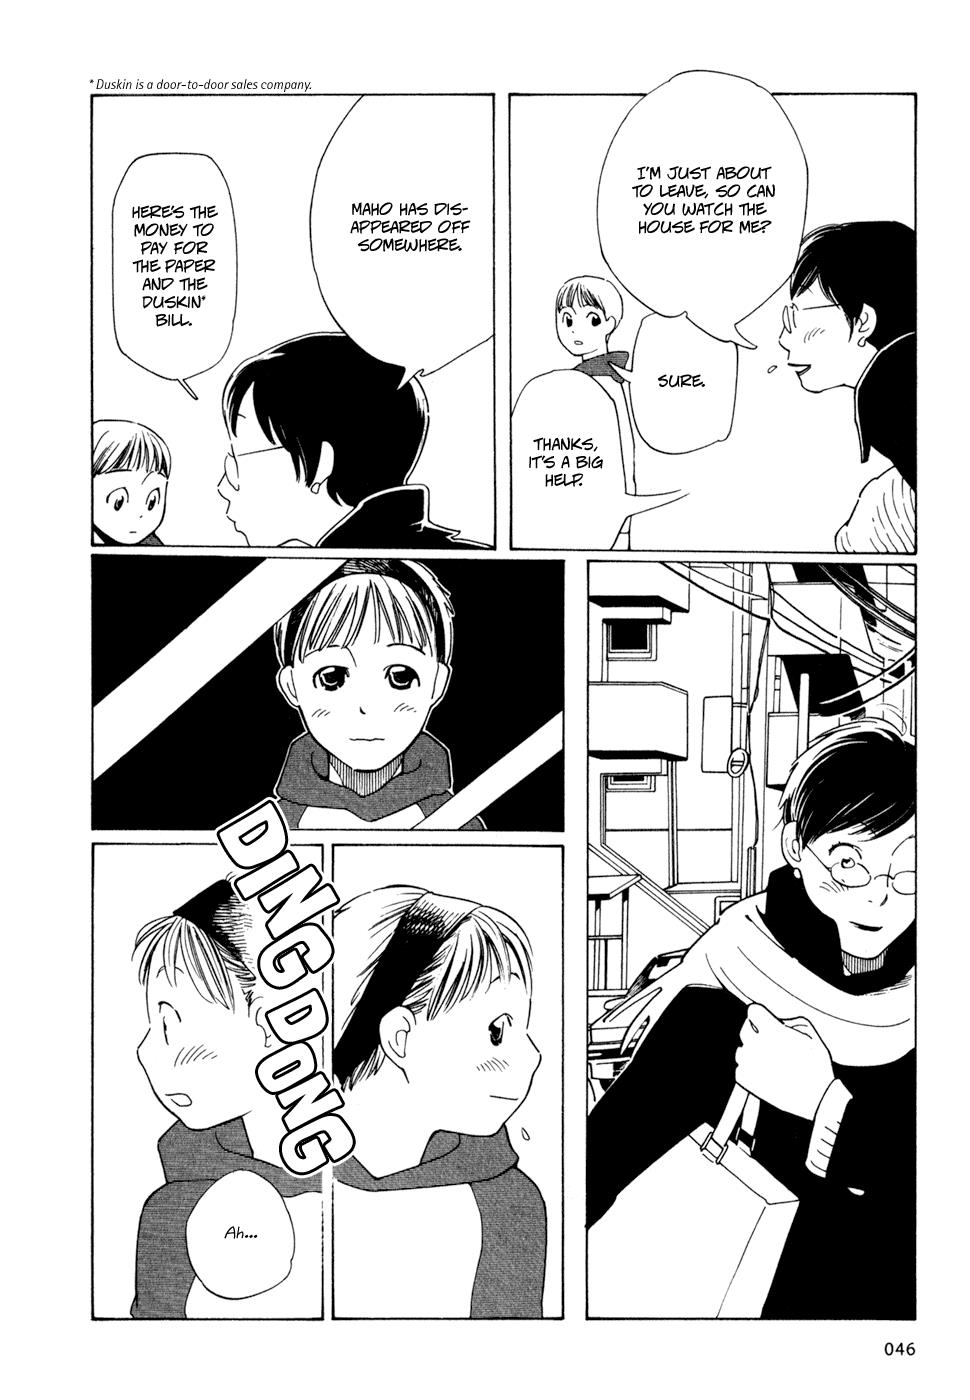 * Duskin is a door-to-door sales company.
I'M JUST ABOUT
TO LEAVE, SO CAN
YOU WATCH THE
HOUSE FOR ME?
SURE.
THANKS,
IT'S A BIG
HELP.
MAHO HAS DIS-
APPEARED OFF
SOMEWHERE.
HERE'S THE
MONEY TO
PAY FOR
THE PAPER
AND THE
DUSKIN*
BILL.
DING DONG
Ah...
046